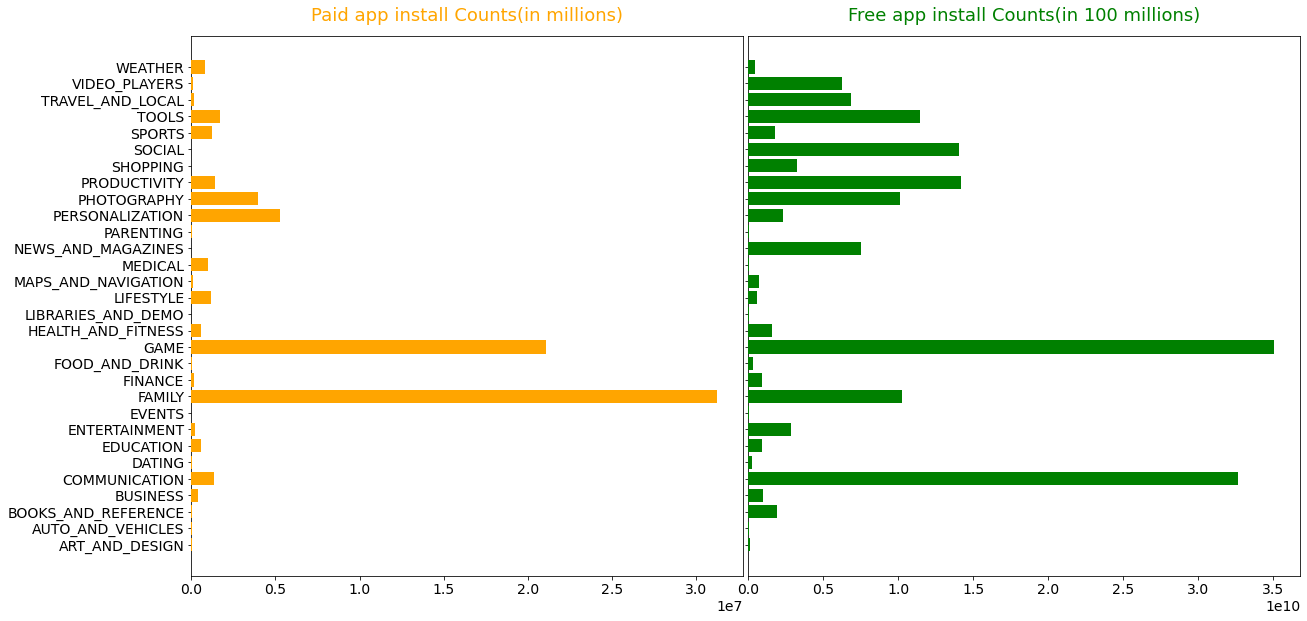 Paid app install Counts(in millions)
Free app install Counts(in 100 millions)
WEATHER
VIDEO_PLAYERS
TRAVEL_AND_LOCAL
TOOLS
SPORTS
SOCIAL
SHOPPING
PRODUCTIVITY
PHOTOGRAPHY
PERSONALIZATION
PARENTING
NEWS_AND_MAGAZINES
MEDICAL
MAPS_AND_NAVIGATION
LIFESTYLE
LIBRARIES_AND_DEMO
HEALTH_AND_FITNESS
GAME
FOOD_AND_DRINK
FINANCE
FAMILY
EVENTS
ENTERTAINMENT
EDUCATION
DATING
COMMUNICATION
BUSINESS
BOOKS_AND_REFERENCE
AUTO_AND_VEHICLES
ART_AND_DESIGN
0.0 0.5 1.0 1.5 2.0 2.5 3.0
1e7
0.0 0.5 1.0 1.5 2.0 2.5 3.0 3.5
1e10